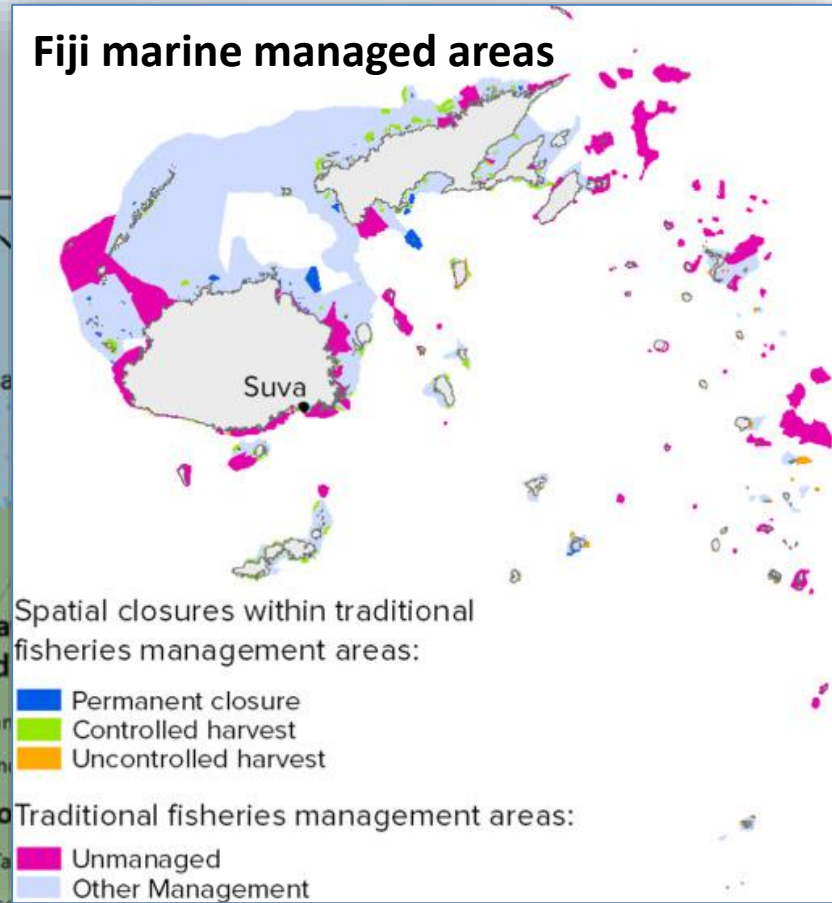 Fiji marine managed areas
Suva
Spatial closures within traditional
fisheries management areas:
Permanent closure
Controlled harvest
Uncontrolled harvest
Traditional fisheries management areas:
Unmanaged
Other Management